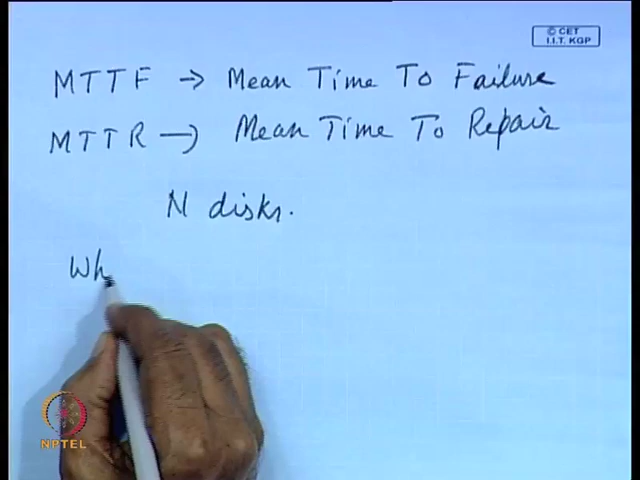 © CET
I.I.T. KGP
MTTF → Mean Time To Failure
MTTR → Mean Time To Repair
N disks.
Wh
NPTEL